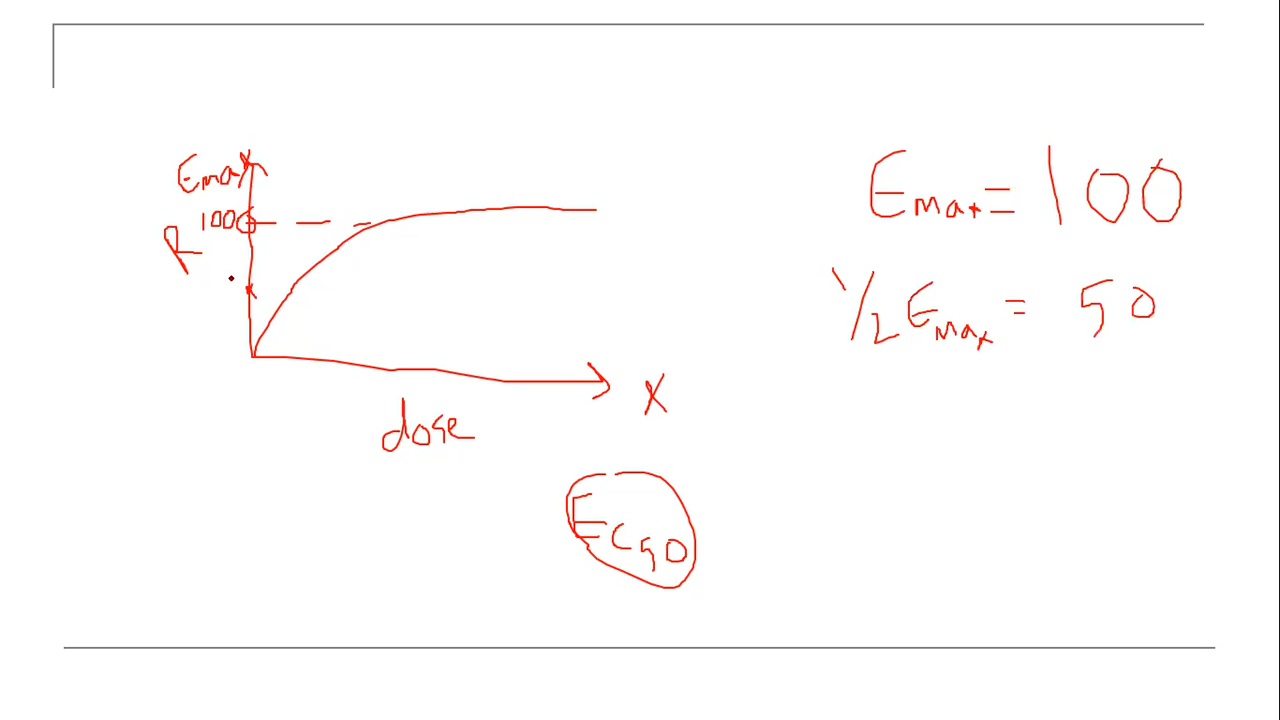 Emax
100
R
X
dose
EC50
Emax = 100
1/2 Emax = 50